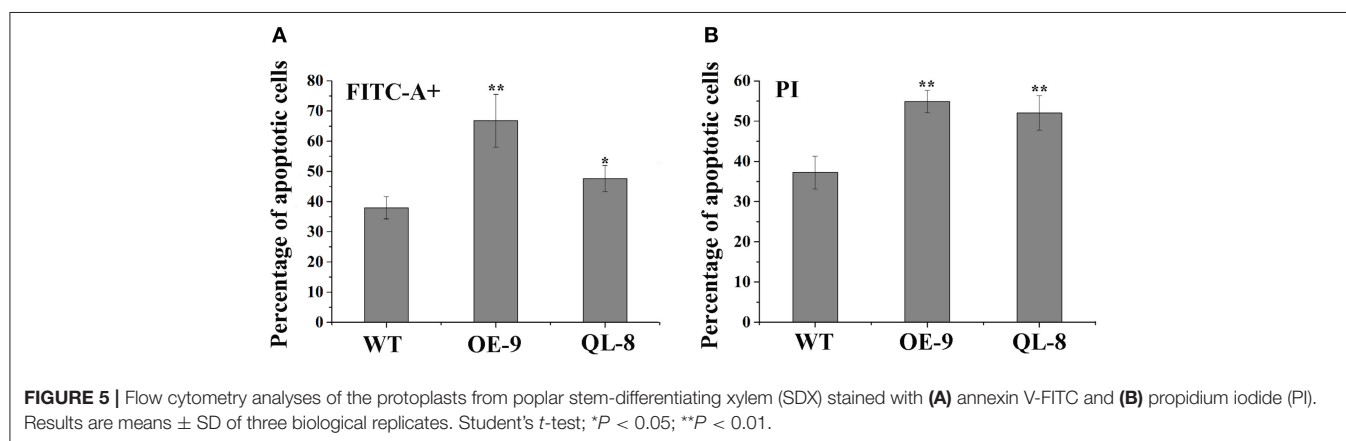 A
Percentage of apoptotic cells
80
70
60
50
40
30
20
10
0
FITC-A+
**
*
WT OE-9 QL-8
B
Percentage of apoptotic cells
60
50
40
30
20
10
0
PI
**
**
WT OE-9 QL-8
FIGURE 5 | Flow cytometry analyses of the protoplasts from poplar stem-differentiating xylem (SDX) stained with (A) annexin V-FITC and (B) propidium iodide (PI).
Results are means ± SD of three biological replicates. Student's t-test; *P < 0.05; **P < 0.01.